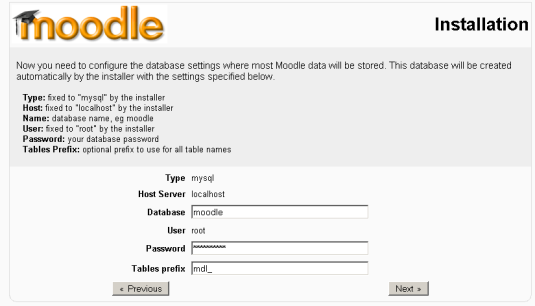 moodle
Installation
Now you need to configure the database settings where most Moodle data will be stored. This database will be created
automatically by the installer with the settings specified below.
Type: fixed to "mysql" by the installer
Host: fixed to "localhost" by the installer
Name: database name, eg moodle
User: fixed to "root" by the installer
Password: your database password
Tables Prefix: optional prefix to use for all table names
Type mysql
Host Server localhost
Database moodle
User root
Password **********
Tables prefix mdl_
« Previous Next »